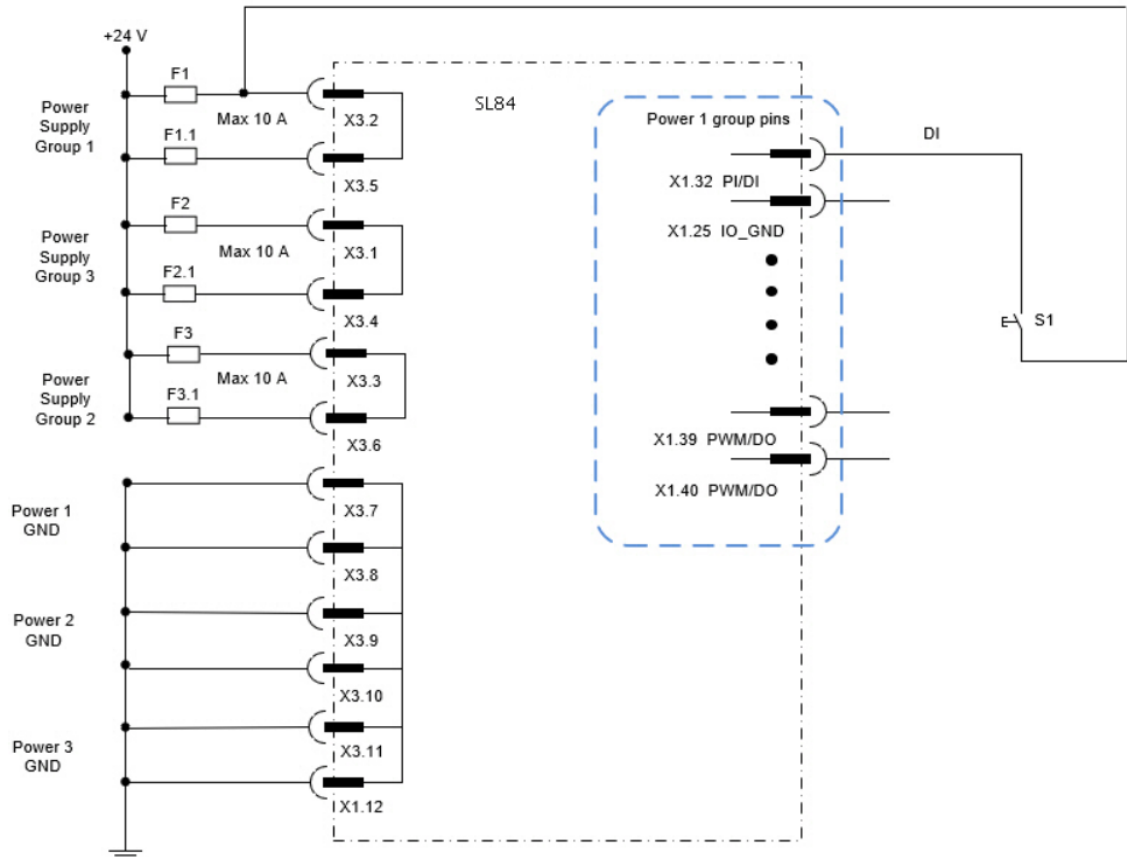 +24 V
F1
Power
Supply
Group 1
Max 10 A
X3.2
F1.1
X3.5
F2
Power
Supply
Group 3
Max 10 A
X3.1
F2.1
X3.4
F3
Power
Supply
Group 2
Max 10 A
X3.3
F3.1
X3.6
Power 1
GND
X3.7
X3.8
Power 2
GND
X3.9
X3.10
Power 3
GND
X3.11
X1.12
SL84
Power 1 group pins
DI
X1.32 PI/DI
X1.25 IO_GND
S1
X1.39 PWM/DO
X1.40 PWM/DO